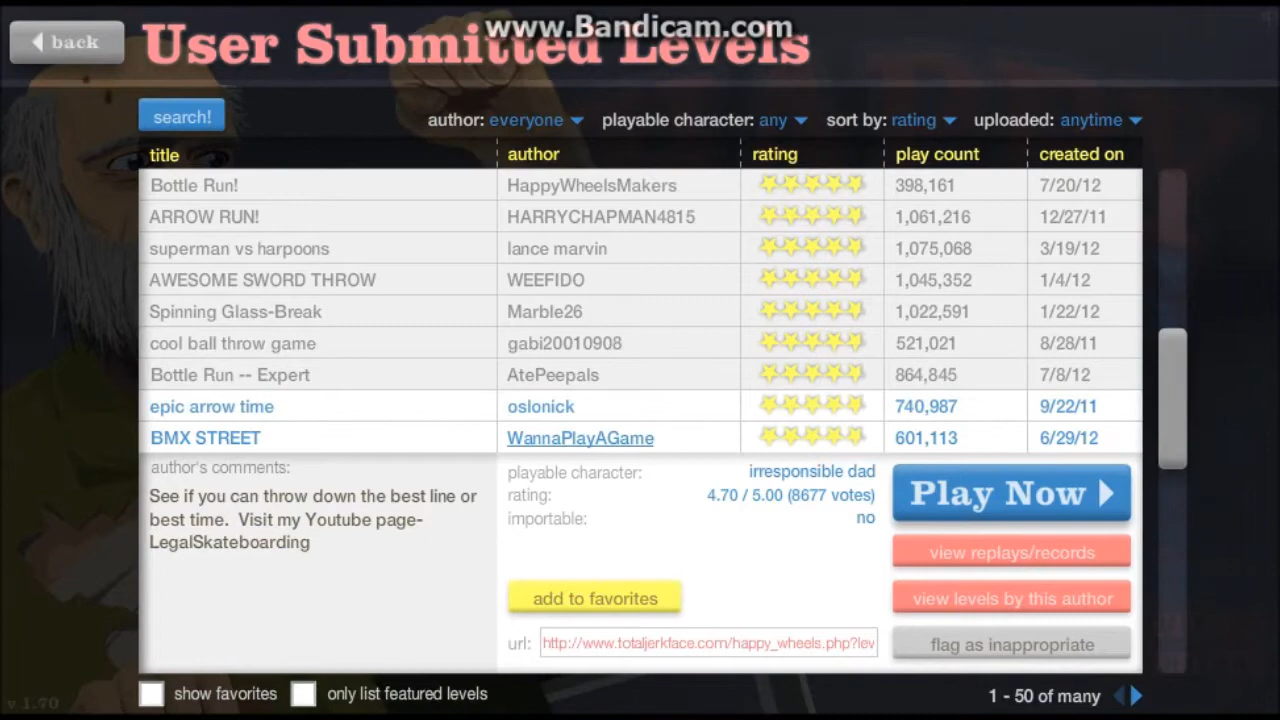 www.Bandicam.com
back
User Submitted Levels
search!
author: everyone playable character: any sort by: rating uploaded: anytime
title author rating play count created on
Bottle Run! HappyWheelsMakers 398,161 7/20/12
ARROW RUN! HARRYCHAPMAN4815 1,061,216 12/27/11
superman vs harpoons lance marvin 1,075,068 3/19/12
AWESOME SWORD THROW WEEFIDO 1,045,352 1/4/12
Spinning Glass-Break Marble26 1,022,591 1/22/12
cool ball throw game gabi20010908 521,021 8/28/11
Bottle Run -- Expert AtePeepals 864,845 7/8/12
epic arrow time oslonick 740,987 9/22/11
BMX STREET WannaPlayAGame 601,113 6/29/12
author's comments:
See if you can throw down the best line or
best time. Visit my Youtube page-
LegalSkateboarding
playable character: irresponsible dad
rating: 4.70 / 5.00 (8677 votes)
importable: no
add to favorites
url: http://www.totaljerkface.com/happy_wheels.php?lev
Play Now
view replays/records
view levels by this author
flag as inappropriate
show favorites only list featured levels
1 - 50 of many
v 1.70